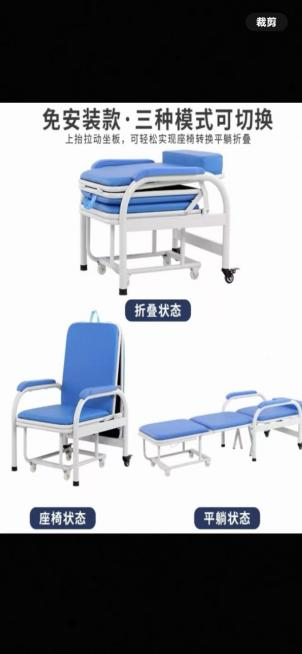 裁剪
免安装款·三种模式可切换
上抬拉动坐板，可轻松实现座椅转换平躺折叠
折叠状态
座椅状态
平躺状态